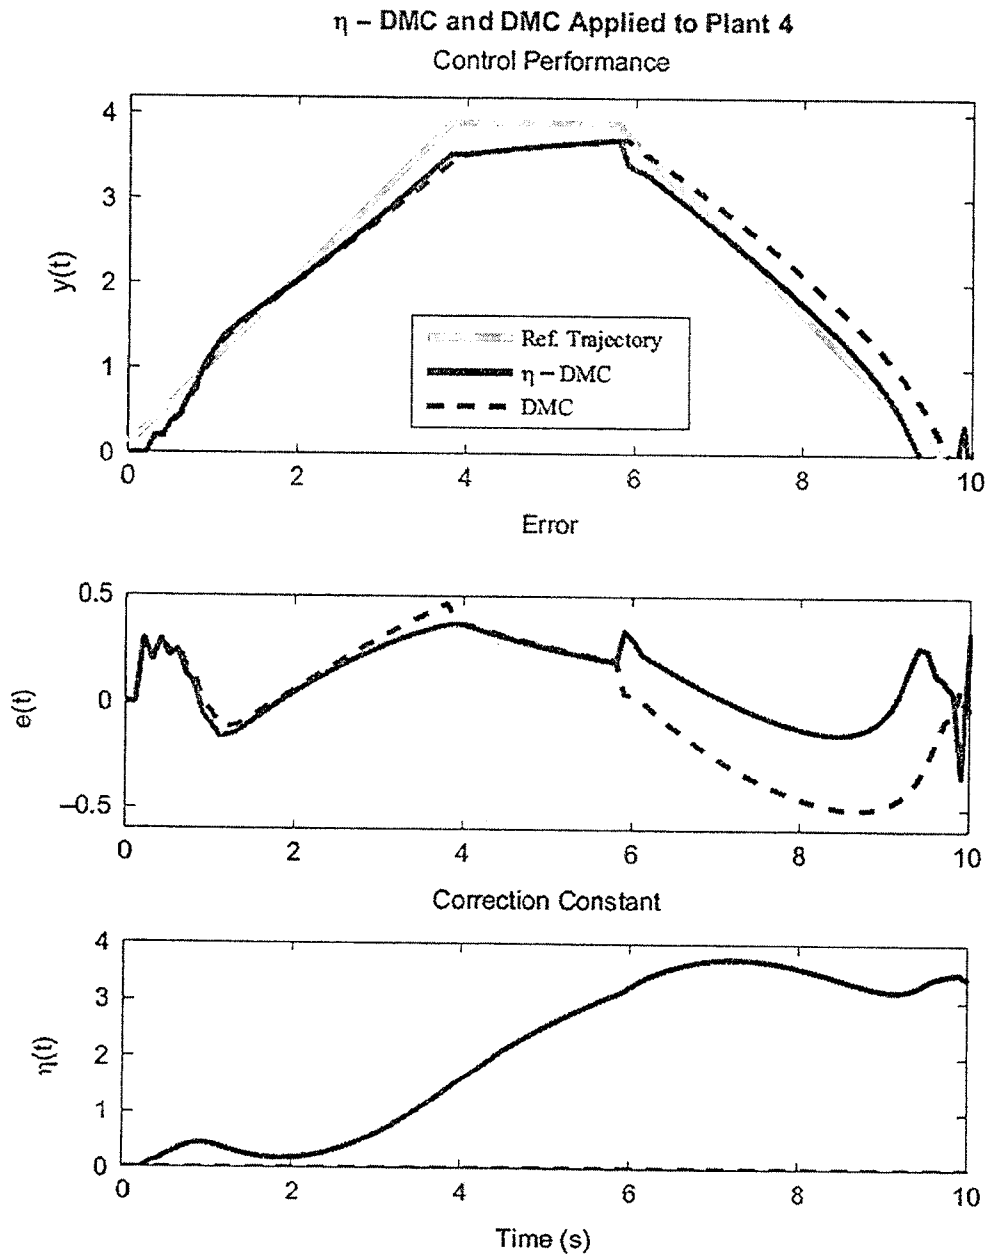 η – DMC and DMC Applied to Plant 4
Control Performance
4
3
2
1
0
y(t)
Ref. Trajectory
η – DMC
DMC
0 2 4 6 8 10
Error
0.5
0
–0.5
e(t)
0 2 4 6 8 10
Correction Constant
4
3
2
1
0
η(t)
0 2 4 6 8 10
Time (s)